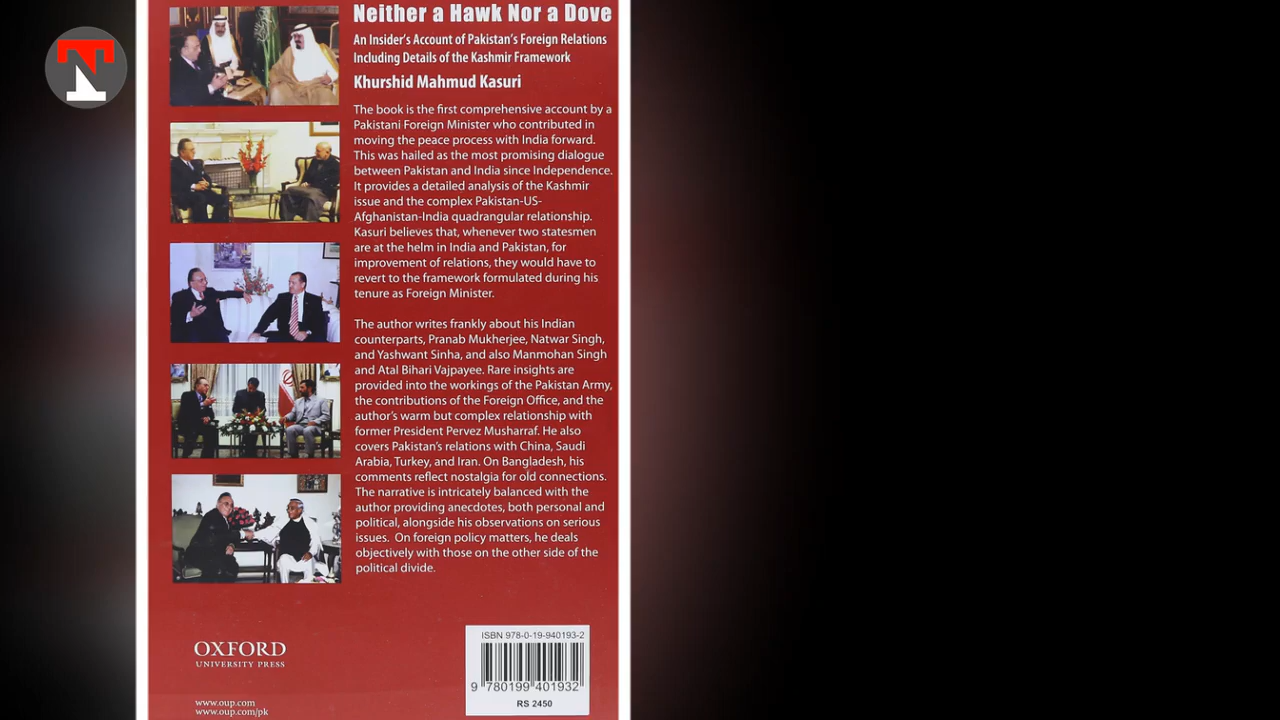 Neither a Hawk Nor a Dove
An Insider's Account of Pakistan's Foreign Relations
Including Details of the Kashmir Framework
Khurshid Mahmud Kasuri
The book is the first comprehensive account by a
Pakistani Foreign Minister who contributed in
moving the peace process with India forward.
This was hailed as the most promising dialogue
between Pakistan and India since Independence.
It provides a detailed analysis of the Kashmir
issue and the complex Pakistan-US-
Afghanistan-India quadrangular relationship.
Kasuri believes that, whenever two statesmen
are at the helm in India and Pakistan, for
improvement of relations, they would have to
revert to the framework formulated during his
tenure as Foreign Minister.
The author writes frankly about his Indian
counterparts, Pranab Mukherjee, Natwar Singh,
and Yashwant Sinha, and also Manmohan Singh
and Atal Bihari Vajpayee. Rare insights are
provided into the workings of the Pakistan Army,
the contributions of the Foreign Office, and the
author's warm but complex relationship with
former President Pervez Musharraf. He also
covers Pakistan's relations with China, Saudi
Arabia, Turkey, and Iran. On Bangladesh, his
comments reflect nostalgia for old connections.
The narrative is intricately balanced with the
author providing anecdotes, both personal and
political, alongside his observations on serious
issues. On foreign policy matters, he deals
objectively with those on the other side of the
political divide.
OXFORD
UNIVERSITY PRESS
www.oup.com
www.oup.com/pk
ISBN 978-0-19-940193-2
9 780199 401932
RS 2450